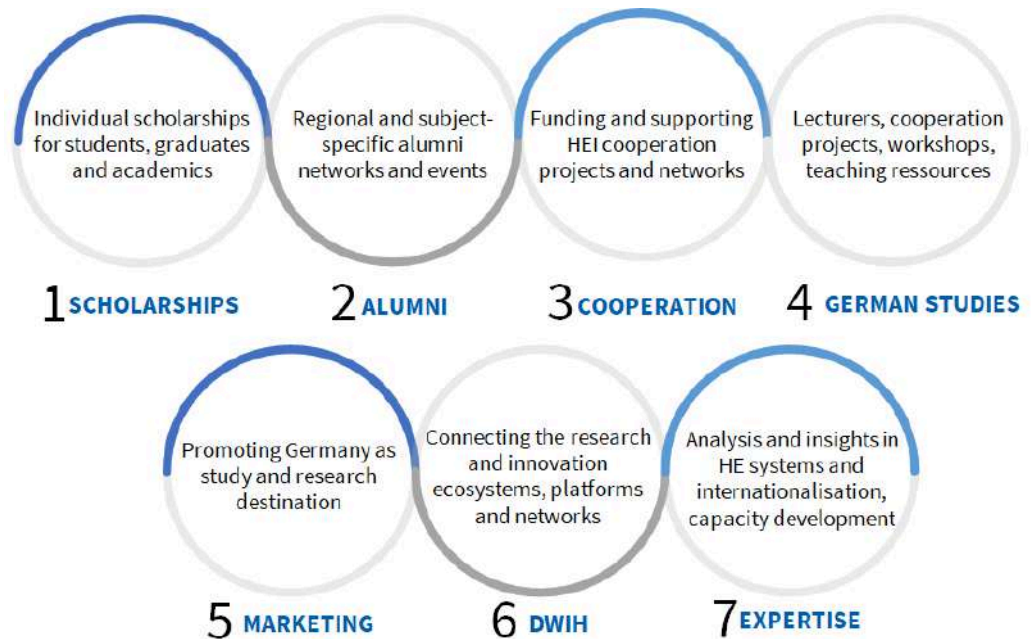 Individual scholarships
for students, graduates
and academics
Regional and subject-
specific alumni
networks and events
Funding and supporting
HEI cooperation
projects and networks
Lecturers, cooperation
projects, workshops,
teaching ressources
1 SCHOLARSHIPS
2 ALUMNI
3 COOPERATION
4 GERMAN STUDIES
Promoting Germany as
study and research
destination
Connecting the research
and innovation
ecosystems, platforms
and networks
Analysis and insights in
HE systems and
internationalisation,
capacity development
5 MARKETING
6 DWIH
7 EXPERTISE